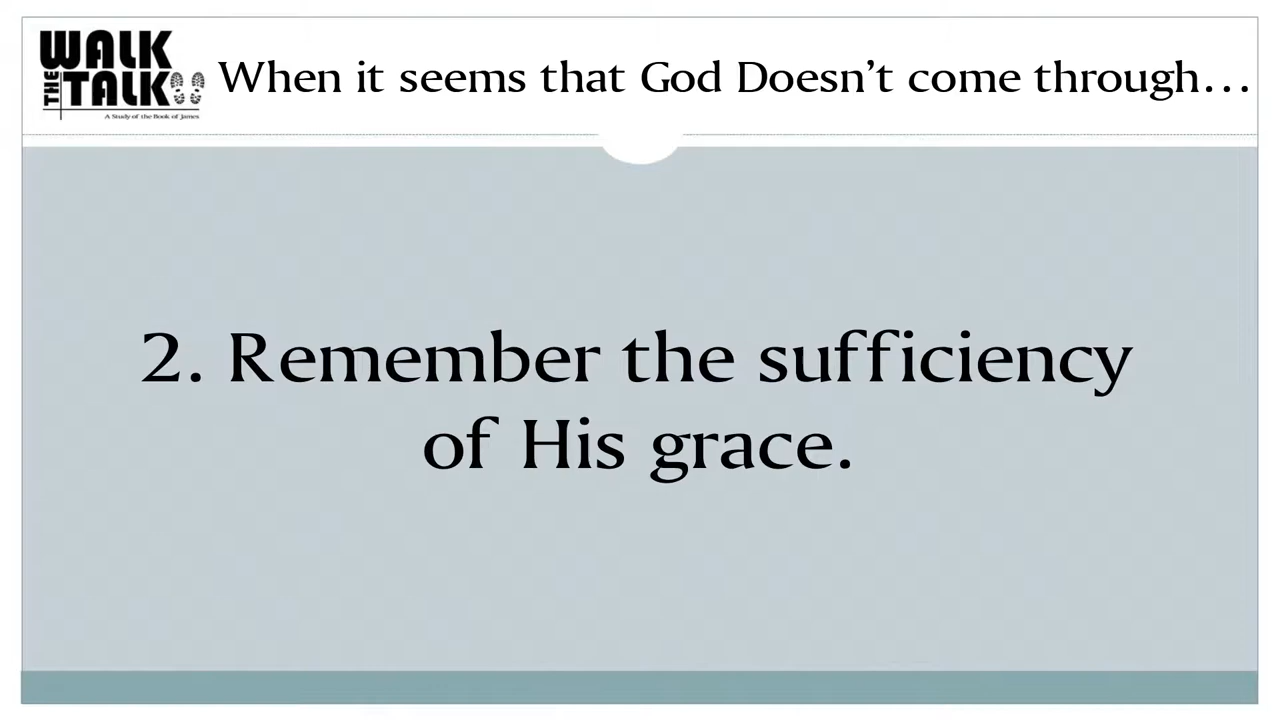 WALK
THE TALK
A Study of the Book of James
When it seems that God Doesn’t come through…
2. Remember the sufficiency
of His grace.